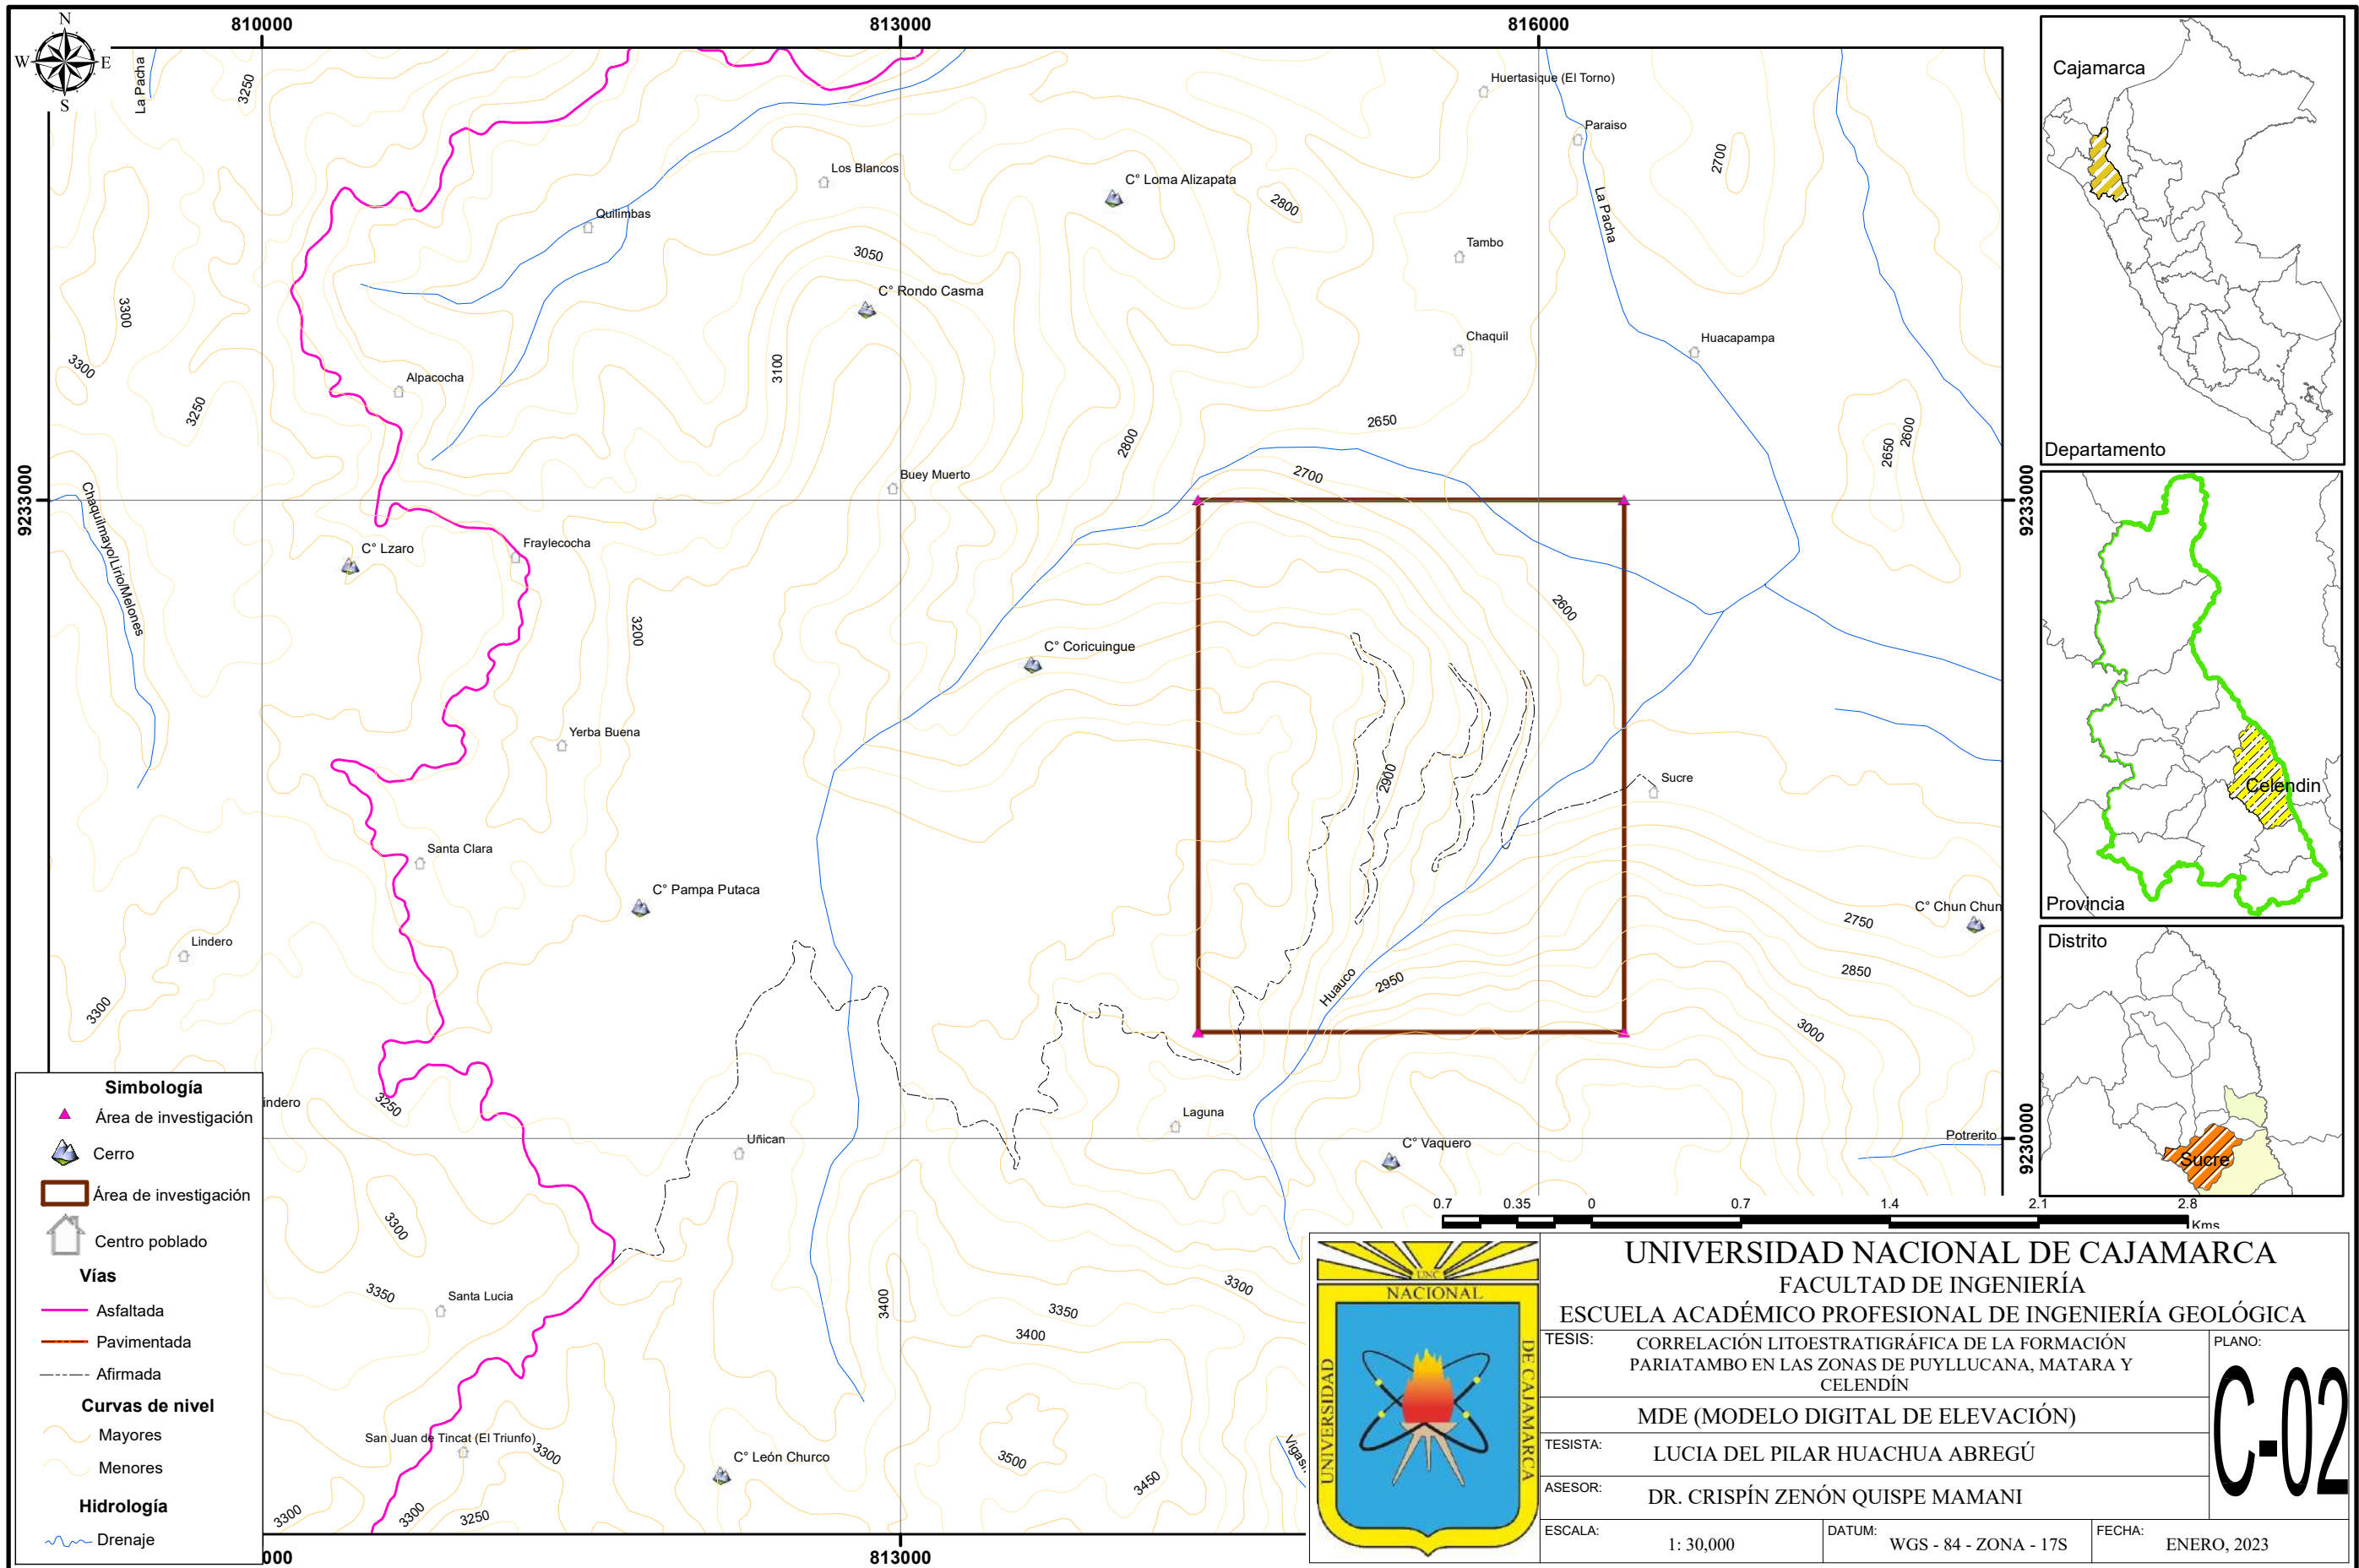 810000
813000
816000
N
W
E
S
La Pacha
3250
Huertasique (El Torno)
Paraiso
2700
Los Blancos
C° Loma Alizapata
2800
La Pacha
Quilimbas
Tambo
3050
C° Rondo Casma
3300
Chaquil
Huacapampa
3300
3100
Alpacocha
3250
2650
2800
2650
2600
2700
Buey Muerto
9233000
9233000
Chaquilmayo/Lirio/Melones
C° Lzaro
Fraylecocha
2600
3200
C° Coricuingue
Yerba Buena
2900
Sucre
Santa Clara
C° Pampa Putaca
C° Chun Chun
2750
Lindero
2850
2950
Huauco
3300
3000
indero
3250
Laguna
Uñican
C° Vaquero
Potrerito
9230000
3300
3350
Santa Lucia
3400
3300
3350
3400
San Juan de Tincat (El Triunfo)
3300
C° León Churco
3500
3450
3300
3300
3250
000
813000
Cajamarca
Departamento
Celendin
Provincia
Distrito
Sucre
Simbología
Área de investigación
Cerro
Área de investigación
Centro poblado
Vías
Asfaltada
Pavimentada
Afirmada
Curvas de nivel
Mayores
Menores
Hidrología
Drenaje
0.7 0.35 0 0.7 1.4 2.1 2.8
Kms
UNC
NACIONAL
UNIVERSIDAD
DE CAJAMARCA
UNIVERSIDAD NACIONAL DE CAJAMARCA
FACULTAD DE INGENIERÍA
ESCUELA ACADÉMICO PROFESIONAL DE INGENIERÍA GEOLÓGICA
TESIS: CORRELACIÓN LITOESTRATIGRÁFICA DE LA FORMACIÓN
PARIATAMBO EN LAS ZONAS DE PUYLLUCANA, MATARA Y
CELENDÍN
PLANO:
C-02
MDE (MODELO DIGITAL DE ELEVACIÓN)
TESISTA: LUCIA DEL PILAR HUACHUA ABREGÚ
ASESOR: DR. CRISPÍN ZENÓN QUISPE MAMANI
ESCALA: 1: 30,000
DATUM: WGS - 84 - ZONA - 17S
FECHA: ENERO, 2023